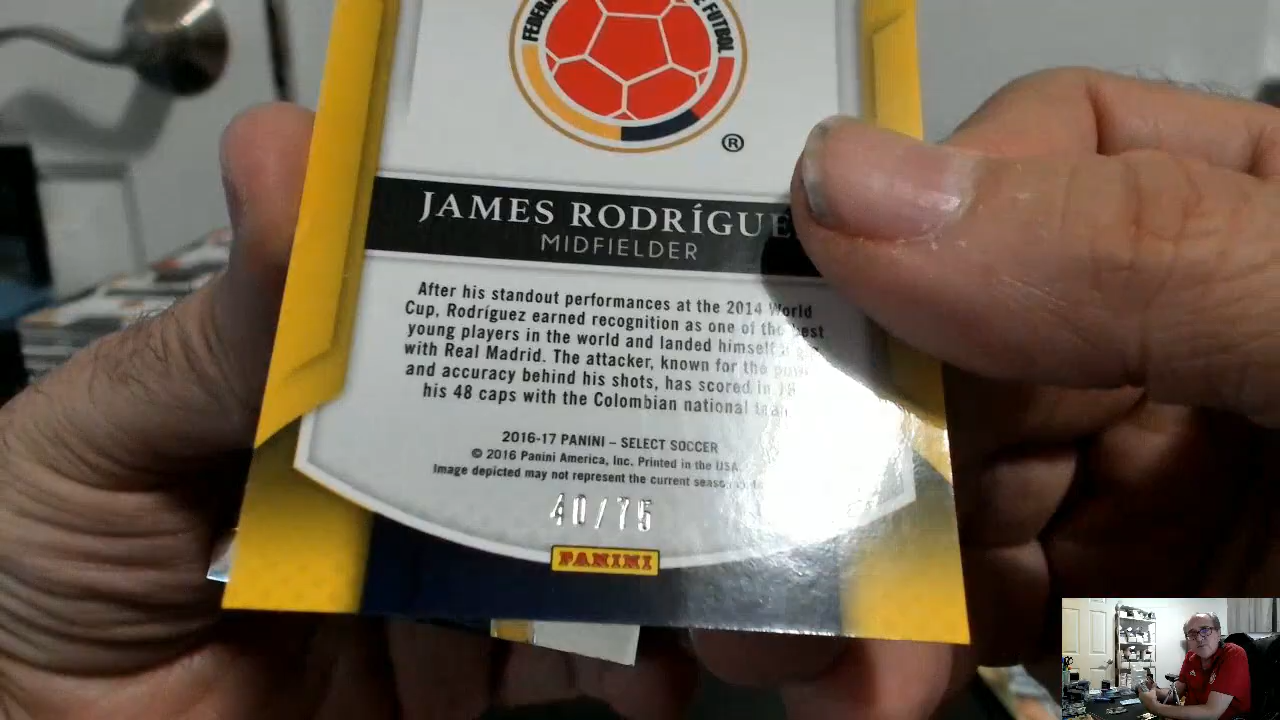 FEDERA
E FUTBOL
®
JAMES RODRÍGUE
MIDFIELDER
After his standout performances at the 2014 World
Cup, Rodríguez earned recognition as one of the best
young players in the world and landed himself a
with Real Madrid. The attacker, known for the
and accuracy behind his shots, has scored in
his 48 caps with the Colombian national team
2016-17 PANINI – SELECT SOCCER
© 2016 Panini America, Inc. Printed in the USA
Image depicted may not represent the current
40/75
PANINI